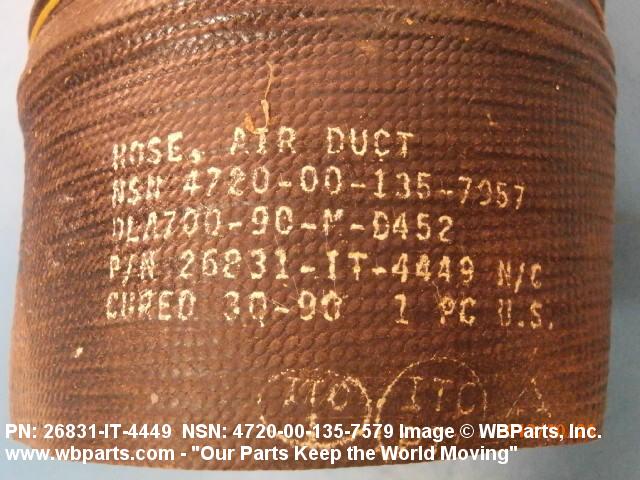 HOSE, AIR DUCT
NSN 4720-00-135-7957
DLA700-90-M-D452
P/N 26831-IT-4449 N/C
CURED 3Q-90 1 PC U.S.
ITC ITC A
PN: 26831-IT-4449 NSN: 4720-00-135-7579 Image © WBParts, Inc.
www.wbparts.com - "Our Parts Keep the World Moving"